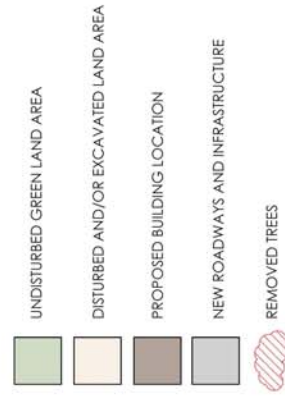 UNDISTURBED GREEN LAND AREA
DISTURBED AND/OR EXCAVATED LAND AREA
PROPOSED BUILDING LOCATION
NEW ROADWAYS AND INFRASTRUCTURE
REMOVED TREES